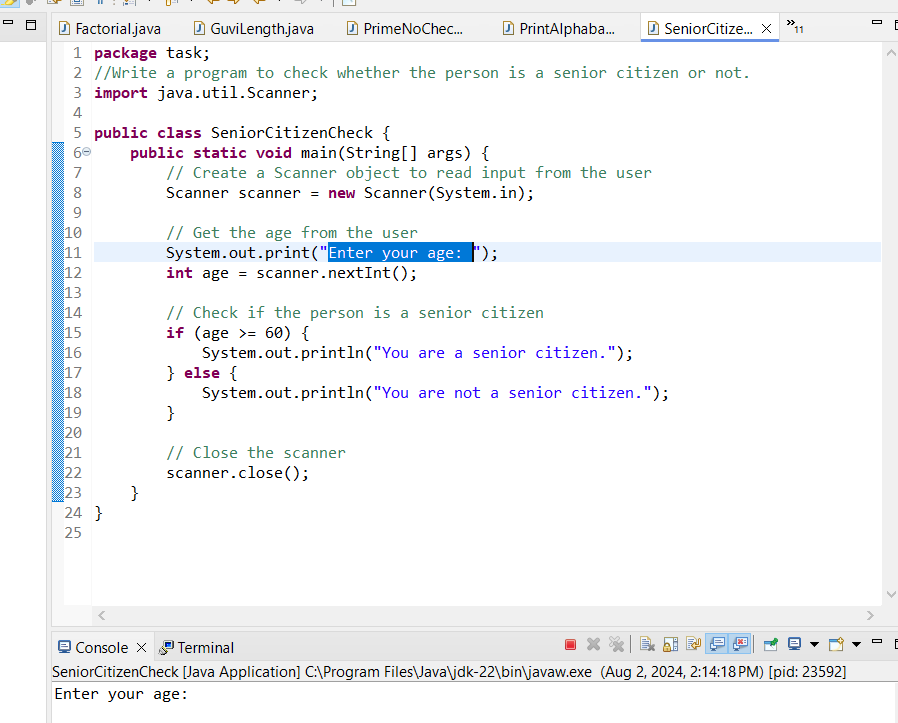 Factorial.java GuviLength.java PrimeNoChec... PrintAlphaba... SeniorCitize... »11
1 package task;
2 //Write a program to check whether the person is a senior citizen or not.
3 import java.util.Scanner;
4
5 public class SeniorCitizenCheck {
6 public static void main(String[] args) {
7 // Create a Scanner object to read input from the user
8 Scanner scanner = new Scanner(System.in);
9
10 // Get the age from the user
11 System.out.print("Enter your age: ");
12 int age = scanner.nextInt();
13
14 // Check if the person is a senior citizen
15 if (age >= 60) {
16 System.out.println("You are a senior citizen.");
17 } else {
18 System.out.println("You are not a senior citizen.");
19 }
20
21 // Close the scanner
22 scanner.close();
23 }
24 }
25
Console Terminal
SeniorCitizenCheck [Java Application] C:\Program Files\Java\jdk-22\bin\javaw.exe (Aug 2, 2024, 2:14:18 PM) [pid: 23592]
Enter your age: